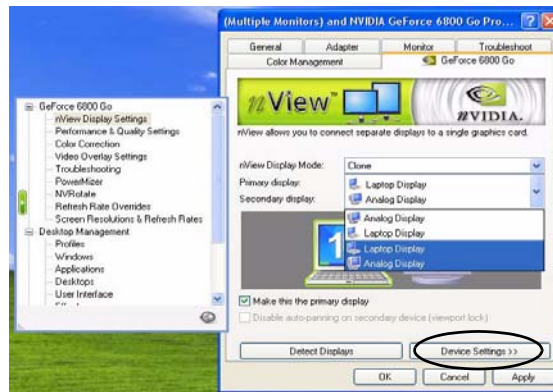 (Multiple Monitors) and NVIDIA GeForce 6800 Go Pro...
General
Adapter
Monitor
Troubleshoot
Color Management
GeForce 6800 Go
nView™
nVIDIA.
nView allows you to connect separate displays to a single graphics card.
GeForce 6800 Go
nView Display Settings
Performance & Quality Settings
Color Correction
Video Overlay Settings
Troubleshooting
PowerMizer
NVRotate
Refresh Rate Overrides
Screen Resolutions & Refresh Rates
Desktop Management
Profiles
Windows
Applications
Desktops
User Interface
nView Display Mode:
Clone
Primary display:
Laptop Display
Secondary display:
Analog Display
Analog Display
Laptop Display
Laptop Display
Analog Display
1
Make this the primary display
Disable auto-panning on secondary device (viewport lock)
Detect Displays
Device Settings >>
OK
Cancel
Apply